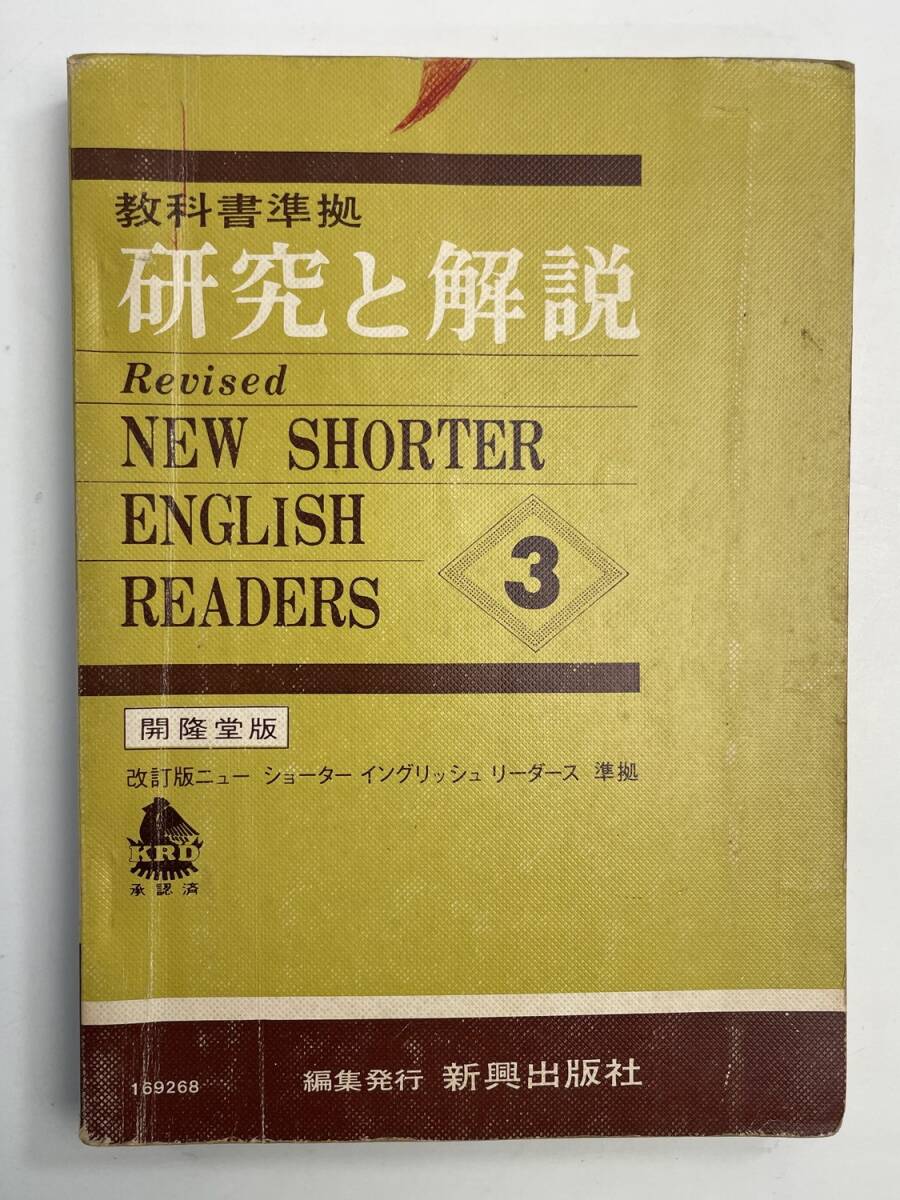 教科書準拠
研究と解説
Revised
NEW SHORTER
ENGLISH
READERS
3
開隆堂版
改訂版ニュー ショーター イングリッシュ リーダース 準拠
KRD
承認済
169268
編集発行 新興出版社